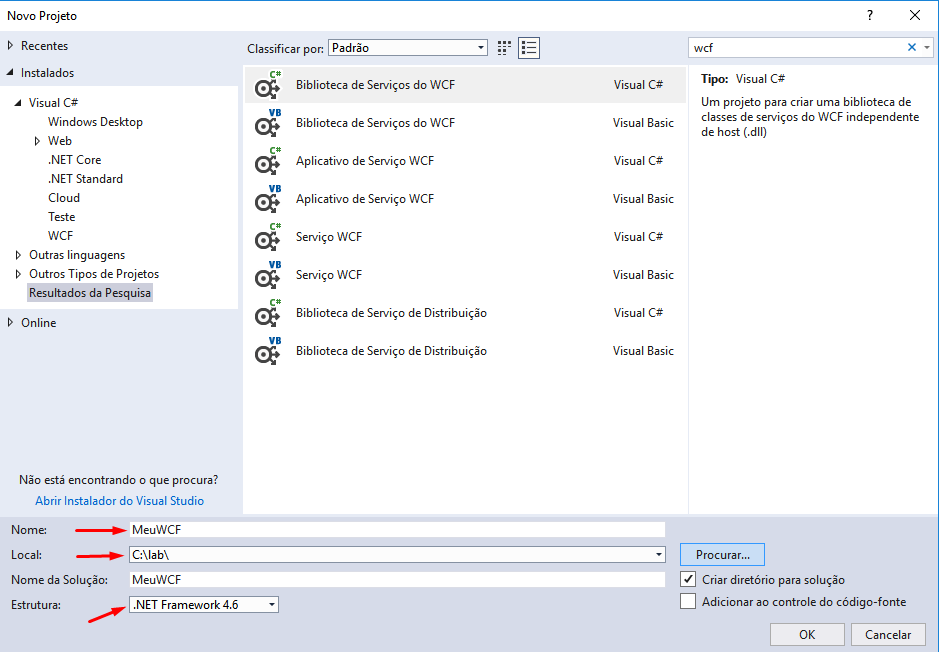 Novo Projeto
?
Recentes
Classificar por: Padrão
wcf
Instalados
Visual C#
Windows Desktop
Web
.NET Core
.NET Standard
Cloud
Teste
WCF
Outras linguagens
Outros Tipos de Projetos
Resultados da Pesquisa
Online
Não está encontrando o que procura?
Abrir Instalador do Visual Studio
C# Biblioteca de Serviços do WCF Visual C#
VB Biblioteca de Serviços do WCF Visual Basic
C# Aplicativo de Serviço WCF Visual C#
VB Aplicativo de Serviço WCF Visual Basic
C# Serviço WCF Visual C#
VB Serviço WCF Visual Basic
C# Biblioteca de Serviço de Distribuição Visual C#
VB Biblioteca de Serviço de Distribuição Visual Basic
Tipo: Visual C#
Um projeto para criar uma biblioteca de
classes de serviços do WCF independente
de host (.dll)
Nome: MeuWCF
Local: C:\lab\
Procurar...
Nome da Solução: MeuWCF
Criar diretório para solução
Estrutura: .NET Framework 4.6
Adicionar ao controle do código-fonte
OK
Cancelar